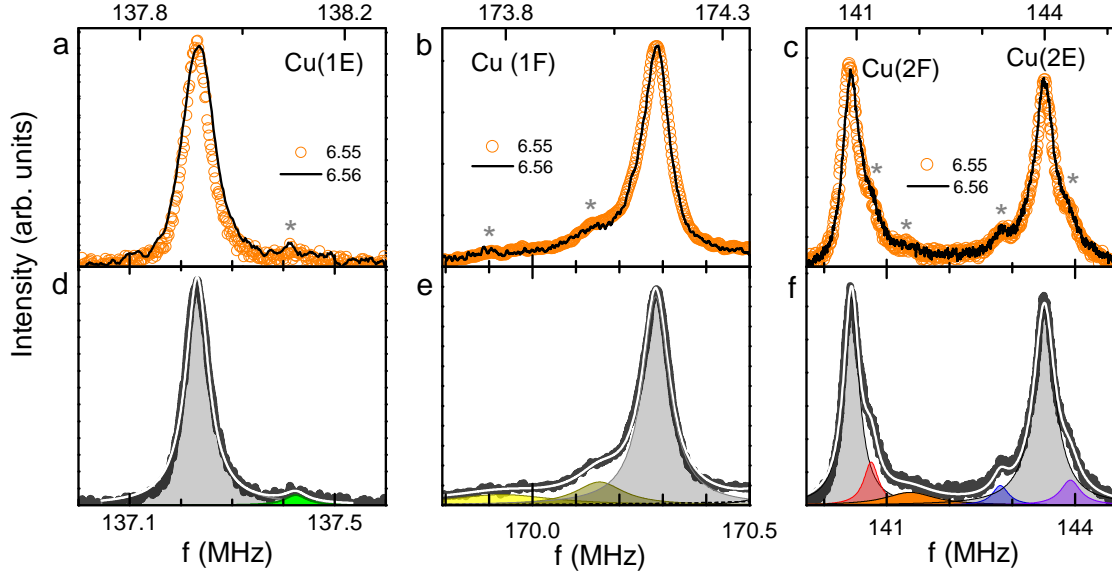 137.8 138.2 173.8 174.3 141 144
a Cu(1E) b Cu (1F) c Cu(2F) Cu(2E)
6.55 6.55 6.55
6.56 6.56 6.56
* * * * * * *
Intensity (arb. units)
d e f
137.1 137.5 170.0 170.5 141 144
f (MHz) f (MHz) f (MHz)